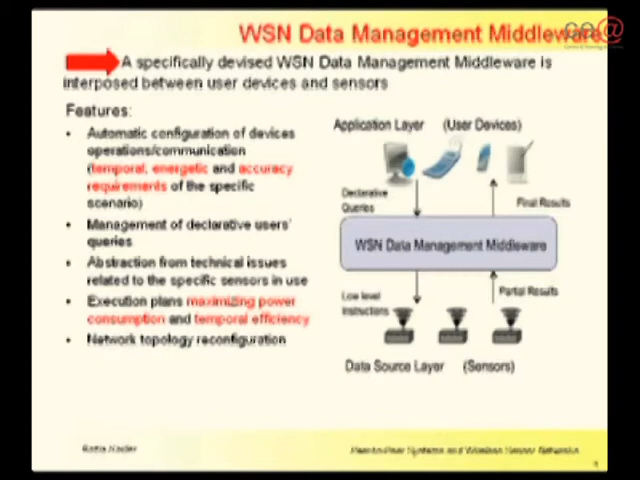 WSN Data Management Middleware
A specifically devised WSN Data Management Middleware is
interposed between user devices and sensors
Features:
• Automatic configuration of devices
operations/communication
(temporal, energetic and accuracy
requirements of the specific
scenario)
• Management of declarative users'
queries
• Abstraction from technical issues
related to the specific sensors in use
• Execution plans maximizing power
consumption and temporal efficiency
• Network topology reconfiguration
Application Layer (User Devices)
Declarative
Queries
Final Results
WSN Data Management Middleware
Low level
Instructions
Partial Results
Data Source Layer (Sensors)
Peer-to-Peer Systems and Wireless Sensor Networks